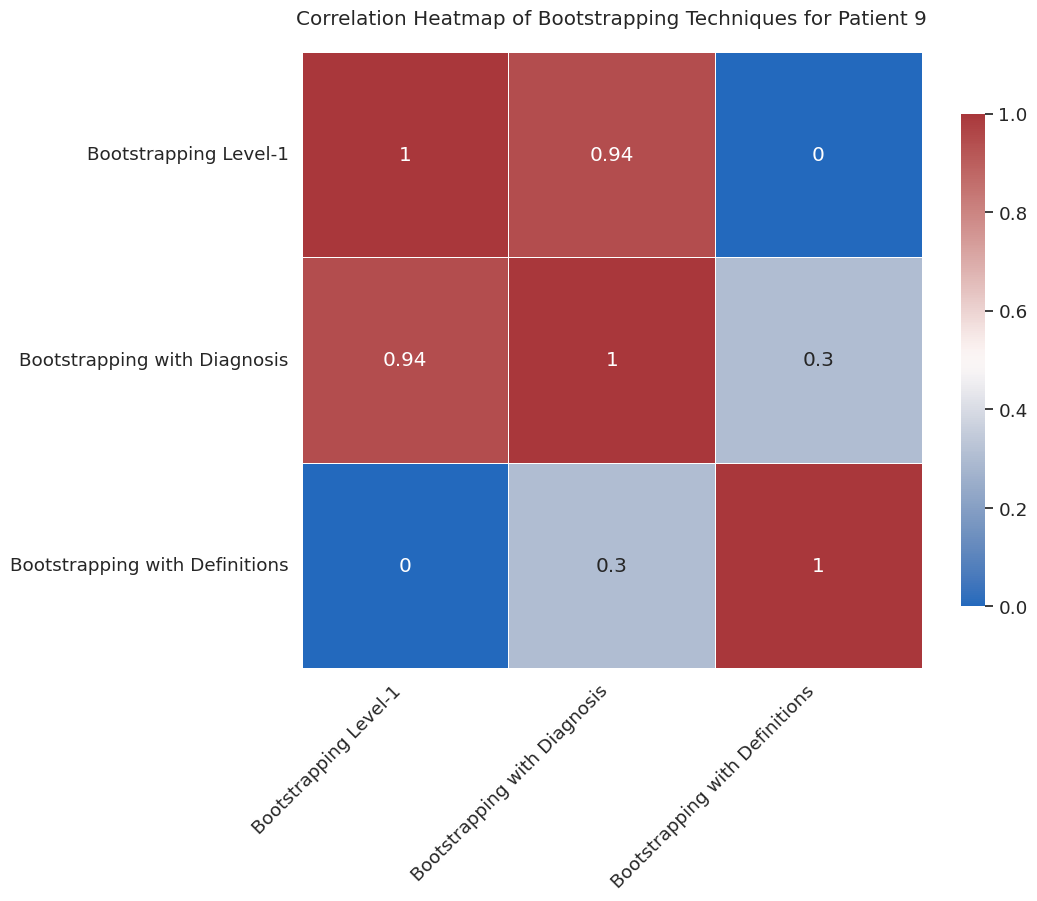 Correlation Heatmap of Bootstrapping Techniques for Patient 9
Bootstrapping Level-1
1
0.94
0
Bootstrapping with Diagnosis
0.94
1
0.3
Bootstrapping with Definitions
0
0.3
1
Bootstrapping Level-1
Bootstrapping with Diagnosis
Bootstrapping with Definitions
1.0
0.8
0.6
0.4
0.2
0.0